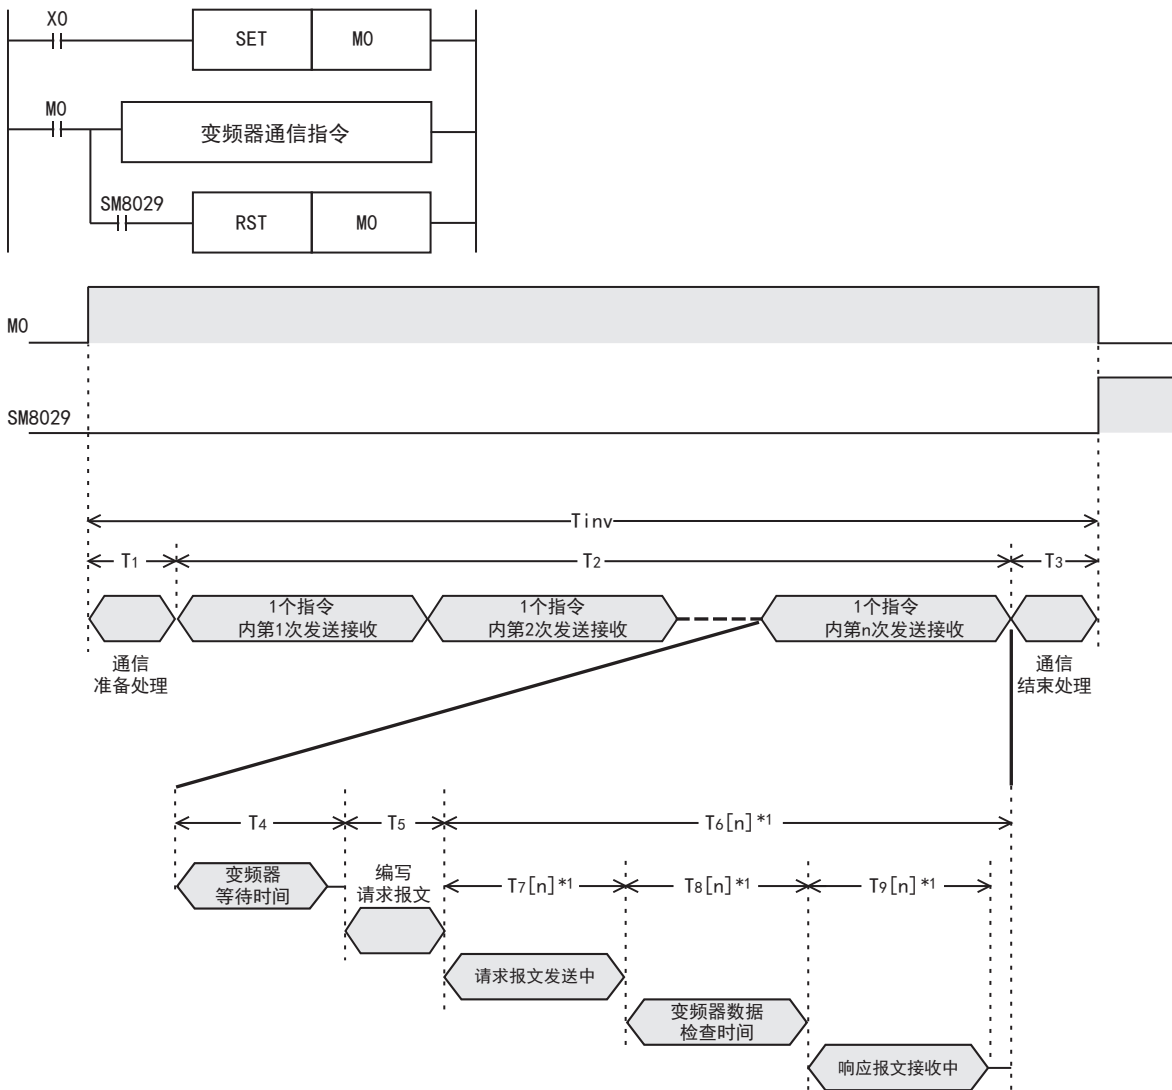 X0
SET M0
M0
变频器通信指令
SM8029
RST M0
M0
SM8029
Tinv
T1 T2 T3
1个指令
内第1次发送接收
1个指令
内第2次发送接收
1个指令
内第n次发送接收
通信
准备处理
通信
结束处理
T4 T5 T6[n]*1
变频器
等待时间
编写
请求报文
T7[n]*1 T8[n]*1 T9[n]*1
请求报文发送中
变频器数据
检查时间
响应报文接收中